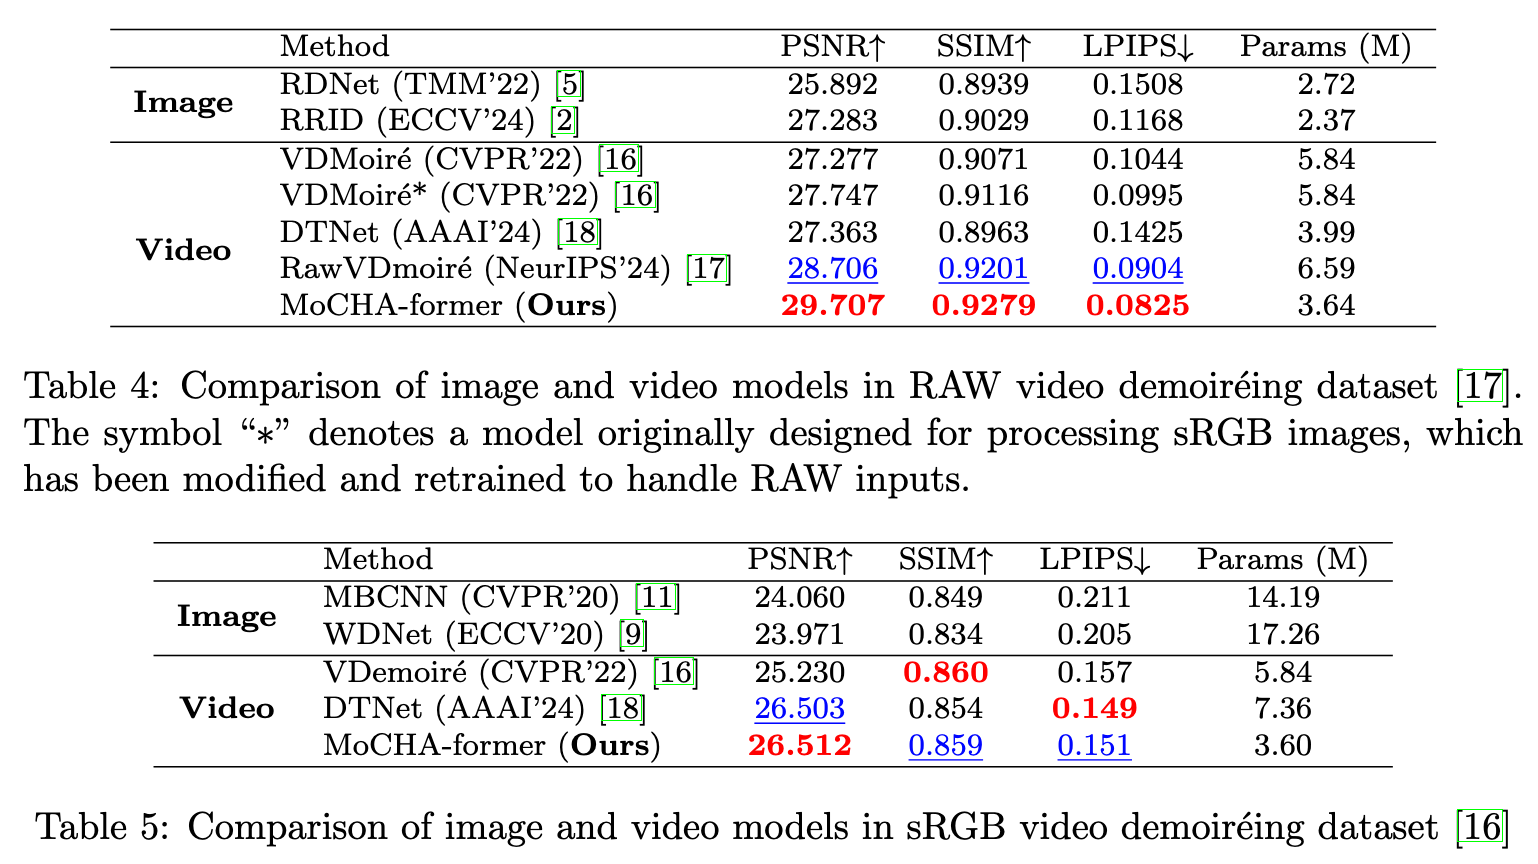 Method PSNR↑ SSIM↑ LPIPS↓ Params (M)
Image
RDNet (TMM’22) [5] 25.892 0.8939 0.1508 2.72
RRID (ECCV’24) [2] 27.283 0.9029 0.1168 2.37
Video
VDMoiré (CVPR’22) [16] 27.277 0.9071 0.1044 5.84
VDMoiré* (CVPR’22) [16] 27.747 0.9116 0.0995 5.84
DTNet (AAAI’24) [18] 27.363 0.8963 0.1425 3.99
RawVDmoiré (NeurIPS’24) [17] 28.706 0.9201 0.0904 6.59
MoCHA-former (Ours) 29.707 0.9279 0.0825 3.64
Table 4: Comparison of image and video models in RAW video demoiréing dataset [17].
The symbol “*” denotes a model originally designed for processing sRGB images, which
has been modified and retrained to handle RAW inputs.
Method PSNR↑ SSIM↑ LPIPS↓ Params (M)
Image
MBCNN (CVPR’20) [11] 24.060 0.849 0.211 14.19
WDNet (ECCV’20) [9] 23.971 0.834 0.205 17.26
Video
VDemoiré (CVPR’22) [16] 25.230 0.860 0.157 5.84
DTNet (AAAI’24) [18] 26.503 0.854 0.149 7.36
MoCHA-former (Ours) 26.512 0.859 0.151 3.60
Table 5: Comparison of image and video models in sRGB video demoiréing dataset [16]